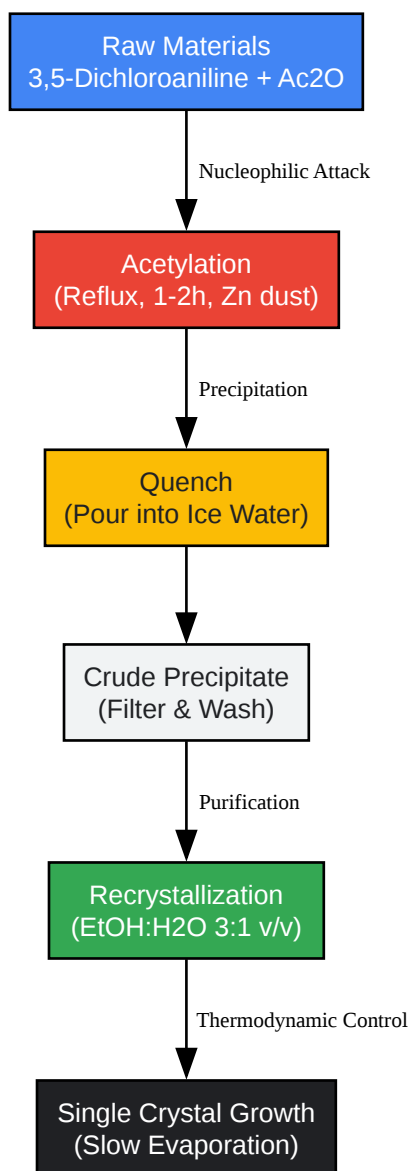 Raw Materials
3,5-Dichloroaniline + Ac2O
Nucleophilic Attack
Acetylation
(Reflux, 1-2h, Zn dust)
Precipitation
Quench
(Pour into Ice Water)
Crude Precipitate
(Filter & Wash)
Purification
Recrystallization
(EtOH:H2O 3:1 v/v)
Thermodynamic Control
Single Crystal Growth
(Slow Evaporation)